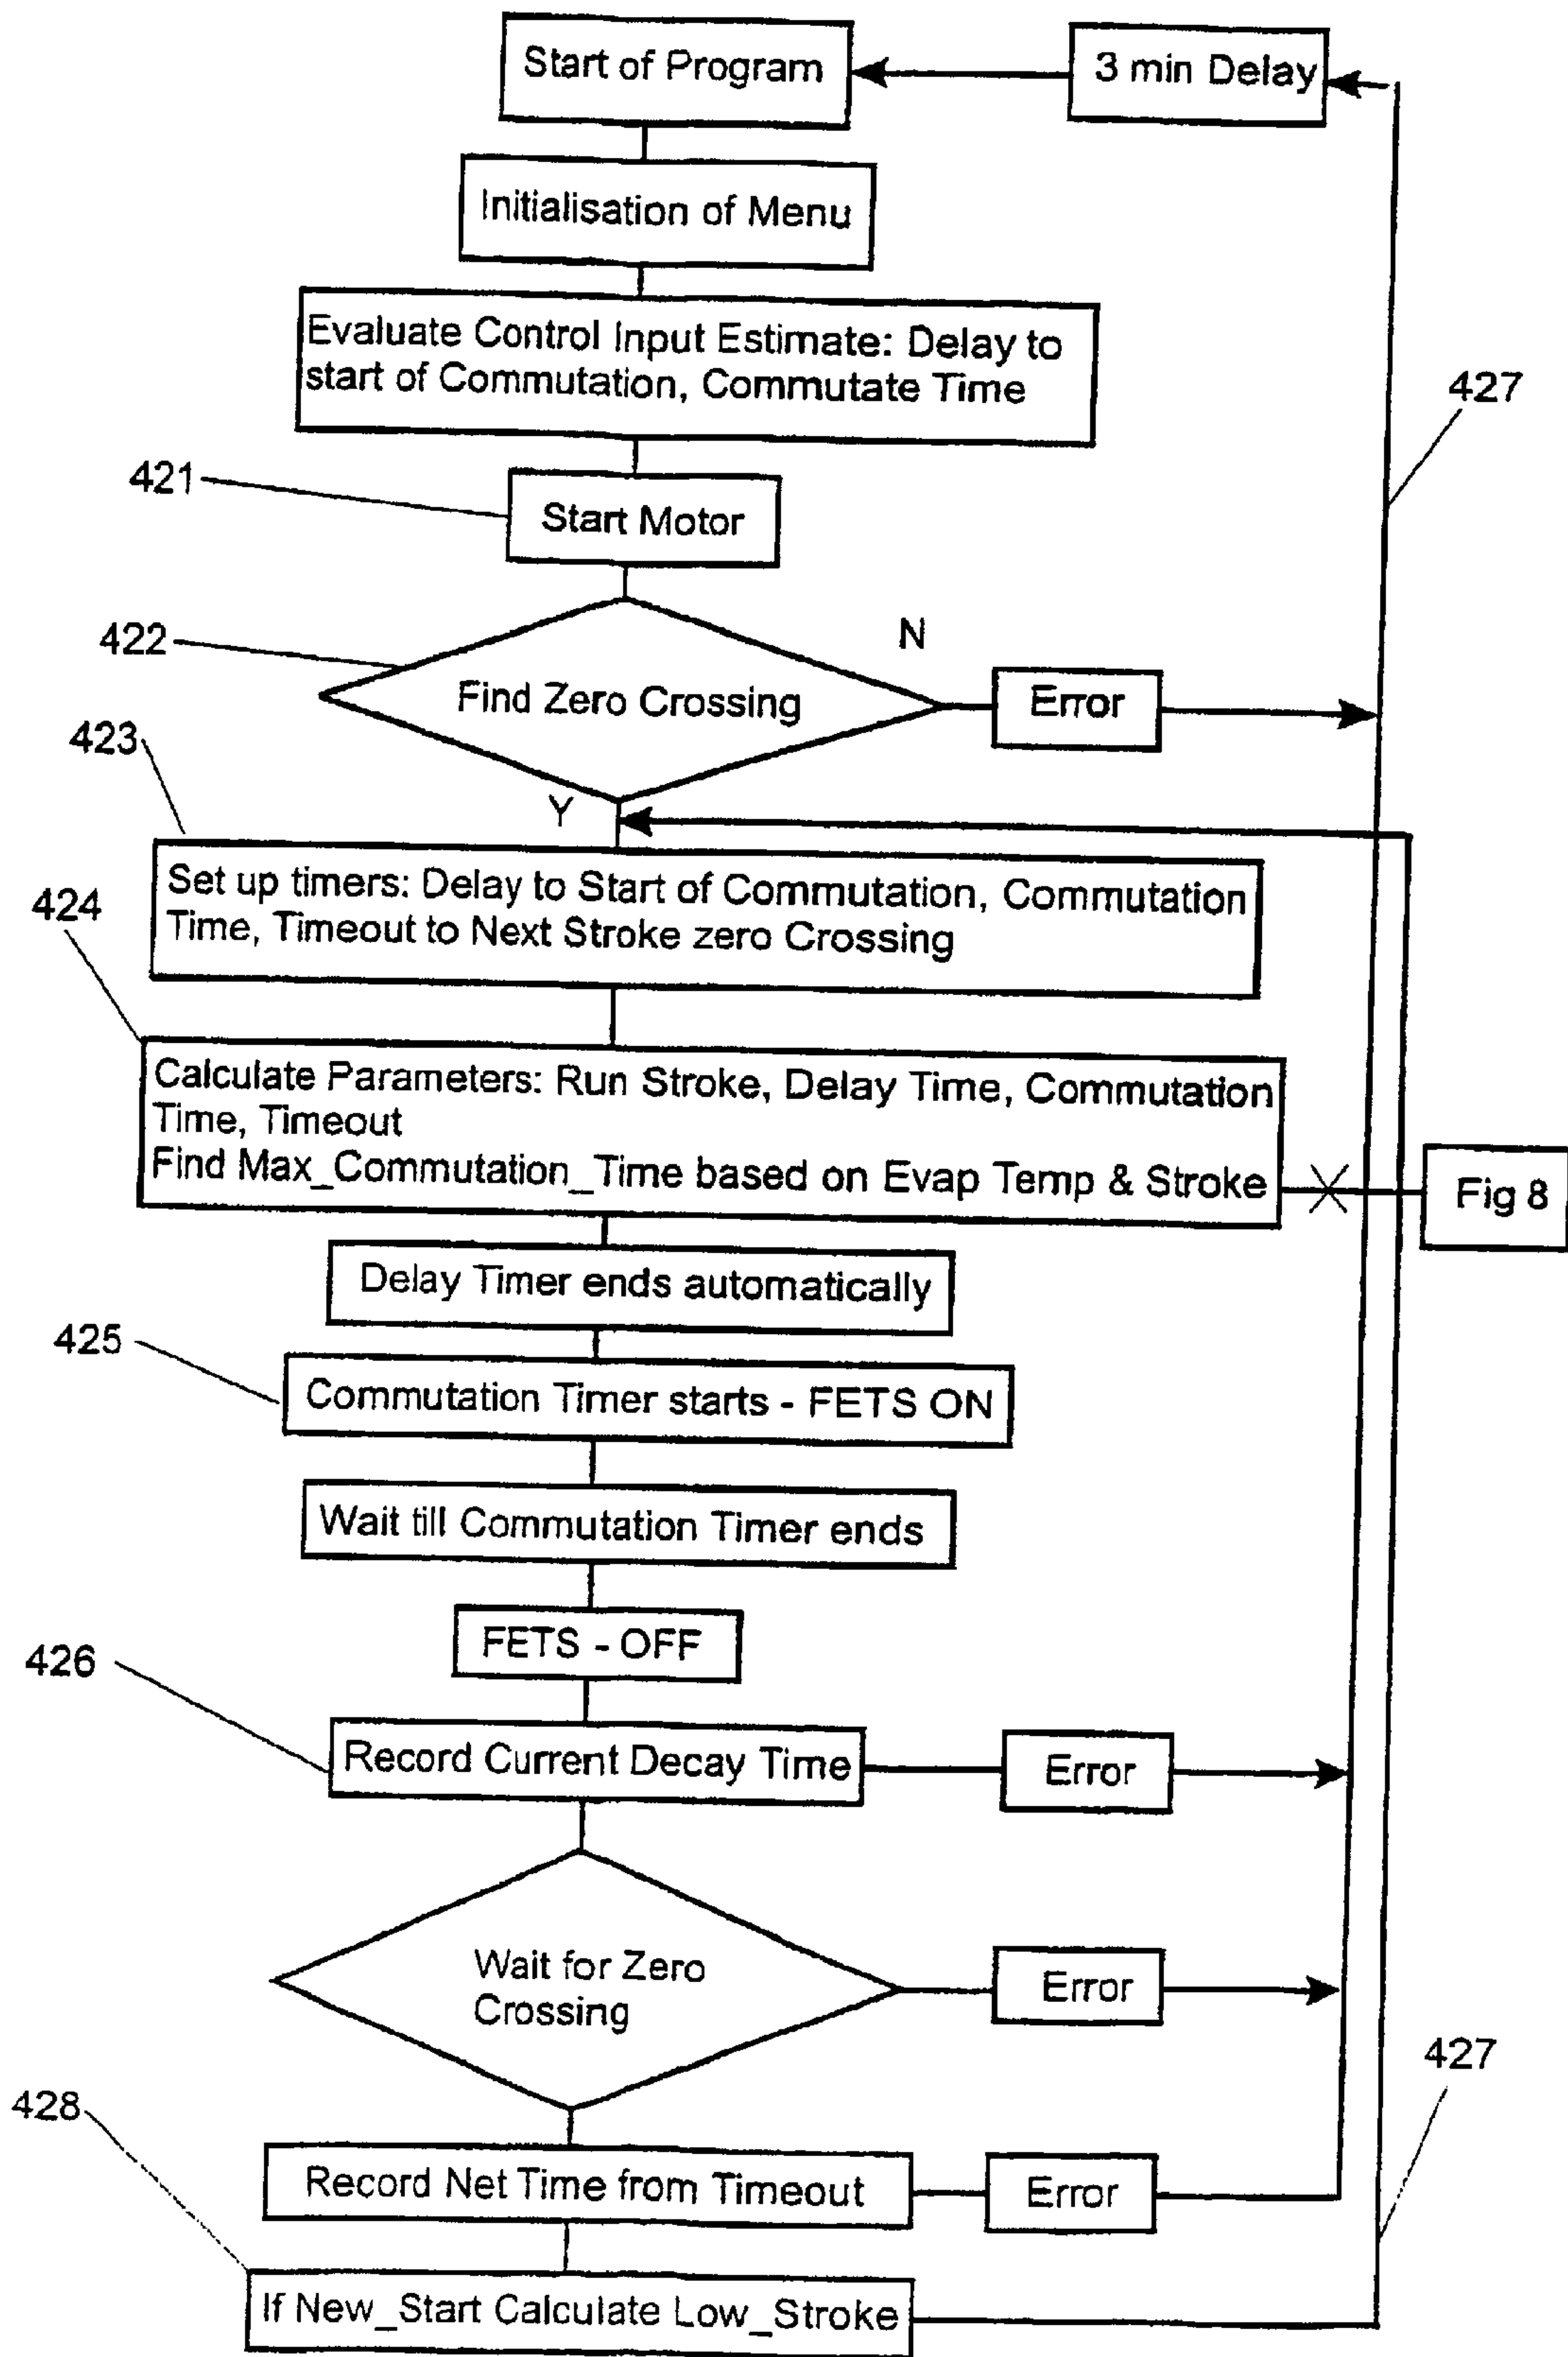 Start of Program
3 min Delay
Initialisation of Menu
Evaluate Control Input Estimate: Delay to
start of Commutation, Commutate Time
427
421
Start Motor
422
N
Find Zero Crossing
Error
423
Y
Set up timers: Delay to Start of Commutation, Commutation
Time, Timeout to Next Stroke zero Crossing
424
Calculate Parameters: Run Stroke, Delay Time, Commutation
Time, Timeout
Find Max_Commutation_Time based on Evap Temp & Stroke
Fig 8
Delay Timer ends automatically
425
Commutation Timer starts - FETS ON
Wait till Commutation Timer ends
FETS - OFF
426
Record Current Decay Time
Error
Wait for Zero
Crossing
Error
427
428
Record Net Time from Timeout
Error
If New_Start Calculate Low_Stroke